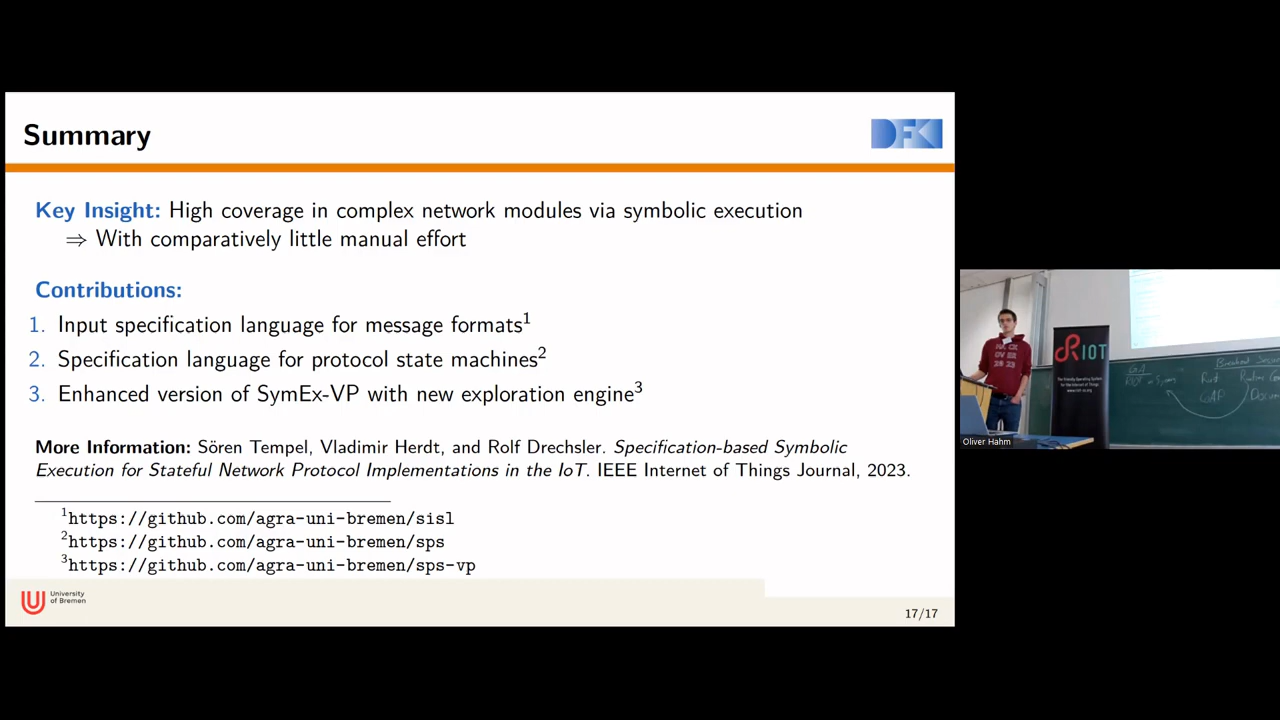 Summary
DFKI
Key Insight: High coverage in complex network modules via symbolic execution
⇒ With comparatively little manual effort
Contributions:
1. Input specification language for message formats1
2. Specification language for protocol state machines2
3. Enhanced version of SymEx-VP with new exploration engine3
More Information: Sören Tempel, Vladimir Herdt, and Rolf Drechsler. Specification-based Symbolic
Execution for Stateful Network Protocol Implementations in the IoT. IEEE Internet of Things Journal, 2023.
1https://github.com/agra-uni-bremen/sisl
2https://github.com/agra-uni-bremen/sps
3https://github.com/agra-uni-bremen/sps-vp
University
of Bremen
17/17
RIOT
Oliver Hahm